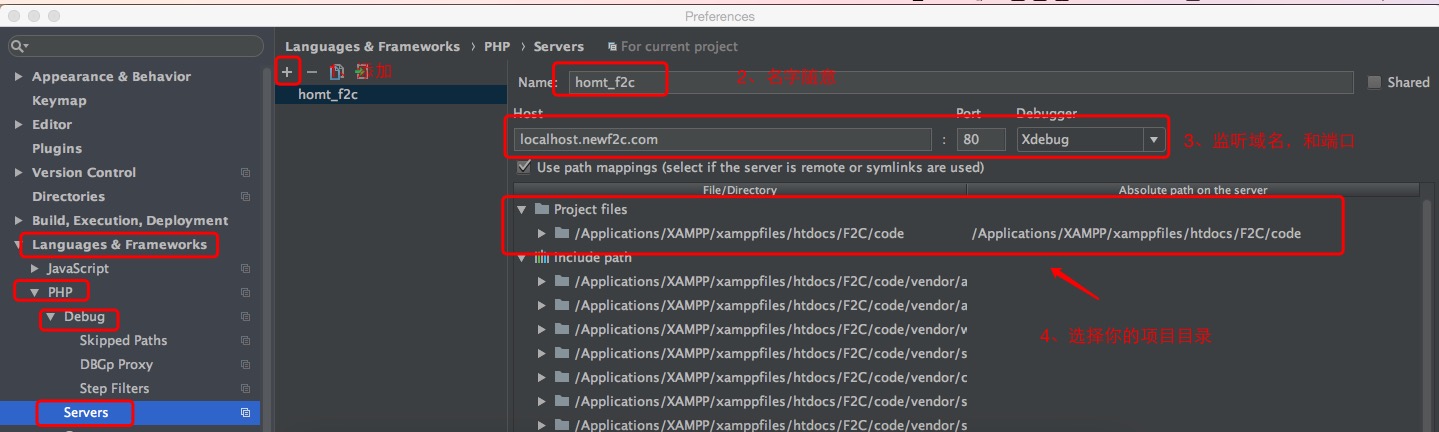 Preferences
Languages & Frameworks › PHP › Servers For current project
Appearance & Behavior
Keymap
Editor
Plugins
Version Control
Directories
Build, Execution, Deployment
Languages & Frameworks
JavaScript
PHP
Debug
Skipped Paths
DBGp Proxy
Step Filters
Servers
添加
homt_f2c
Name: homt_f2c
2、名字随意
Shared
Host Port Debugger
localhost.newf2c.com : 80 Xdebug
3、监听域名，和端口
Use path mappings (select if the server is remote or symlinks are used)
File/Directory Absolute path on the server
Project files
/Applications/XAMPP/xamppfiles/htdocs/F2C/code /Applications/XAMPP/xamppfiles/htdocs/F2C/code
Include path
/Applications/XAMPP/xamppfiles/htdocs/F2C/code/vendor/a
/Applications/XAMPP/xamppfiles/htdocs/F2C/code/vendor/a
/Applications/XAMPP/xamppfiles/htdocs/F2C/code/vendor/w
/Applications/XAMPP/xamppfiles/htdocs/F2C/code/vendor/s
/Applications/XAMPP/xamppfiles/htdocs/F2C/code/vendor/c
/Applications/XAMPP/xamppfiles/htdocs/F2C/code/vendor/s
/Applications/XAMPP/xamppfiles/htdocs/F2C/code/vendor/s
4、选择你的项目目录